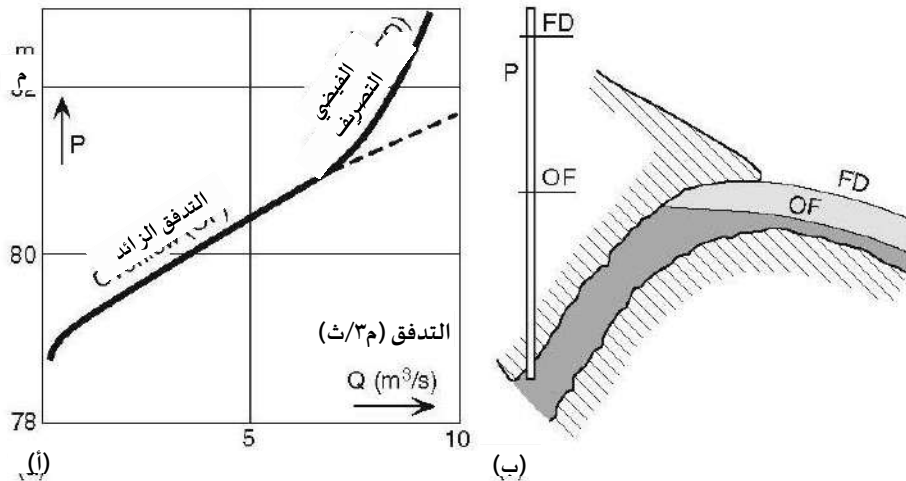 m
م
P
الفيضي
التصريف
التدفق الزائد
80
التدفق (م٣/ث)
Q (m³/s)
78
5
10
(أ)
FD
P
OF
FD
OF
(ب)